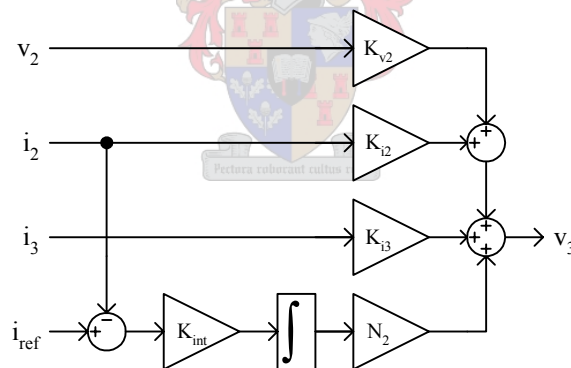 v2
Kv2
+
+
i2
Ki2
Pectora roborant cultus recti
i3
Ki3
+
+
+
v3
iref
+
−
Kint
∫
N2